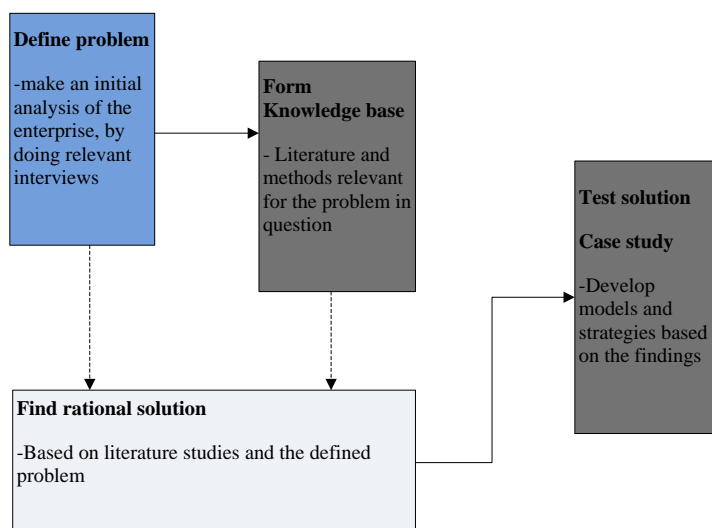 Define problem
-make an initial
analysis of the
enterprise, by
doing relevant
interviews
Form
Knowledge base
- Literature and
methods relevant
for the problem in
question
Test solution
Case study
-Develop
models and
strategies based
on the findings
Find rational solution
-Based on literature studies and the defined
problem